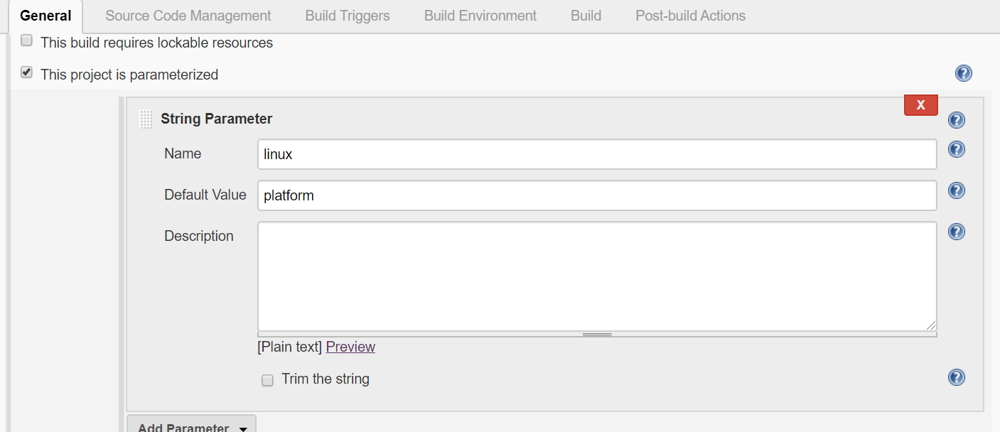 General Source Code Management Build Triggers Build Environment Build Post-build Actions
This build requires lockable resources
This project is parameterized
?
X
String Parameter
?
Name linux ?
Default Value platform ?
Description ?
[Plain text] Preview
Trim the string ?
Add Parameter